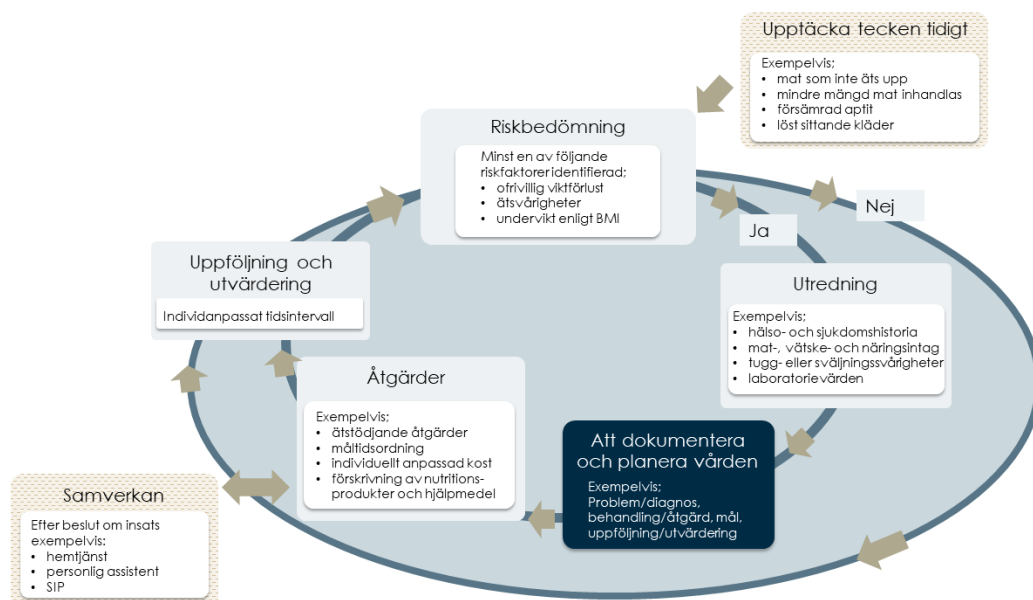 Upptäcka tecken tidigt
Exempelvis;
• mat som inte äts upp
• mindre mängd mat inhandlas
• försämrad aptit
• löst sittande kläder
Riskbedömning
Minst en av följande
riskfaktorer identifierad;
• ofrivillig viktförlust
• ätsvårigheter
• undervikt enligt BMI
Nej
Ja
Utredning
Exempelvis;
• hälso- och sjukdomshistoria
• mat-, vätske- och näringsintag
• tugg- eller sväljningssvårigheter
• laboratorievärden
Att dokumentera
och planera vården
Exempelvis;
Problem/diagnos,
behandling/åtgärd, mål,
uppföljning/utvärdering
Åtgärder
Exempelvis;
• ätstödjande åtgärder
• måltidsordning
• individuellt anpassad kost
• förskrivning av nutritions-
produkter och hjälpmedel
Uppföljning och
utvärdering
Individanpassat tidsintervall
Samverkan
Efter beslut om insats
exempelvis:
• hemtjänst
• personlig assistent
• SIP